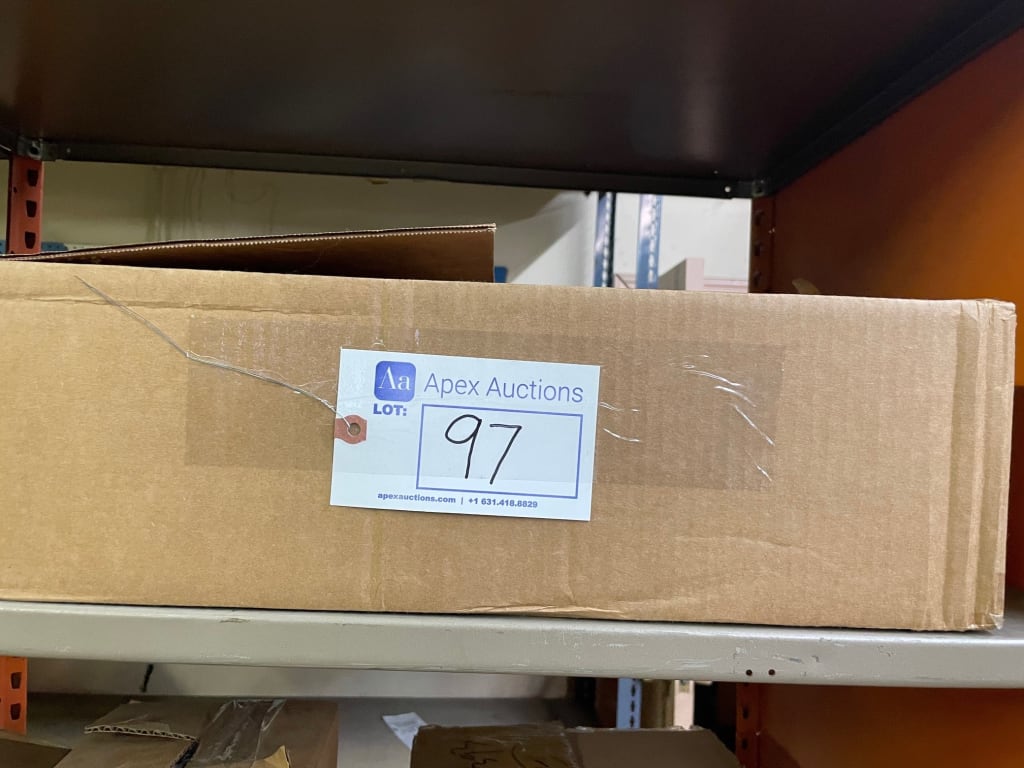 Aa Apex Auctions
LOT:
97
apexauctions.com | +1 631.418.8829